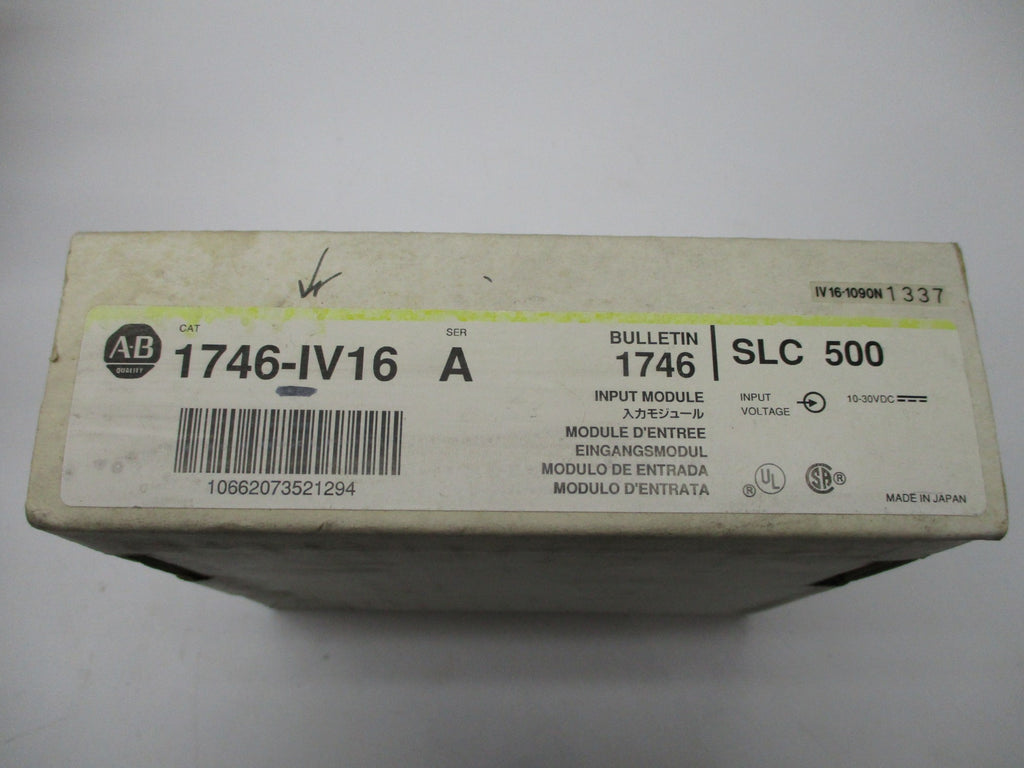 IV16-1090N 1337
A-B
QUALITY
CAT
1746-IV16
SER
A
10662073521294
BULLETIN
1746
SLC 500
INPUT MODULE
入力モジュール
MODULE D'ENTREE
EINGANGSMODUL
MODULO DE ENTRADA
MODULO D'ENTRATA
INPUT
VOLTAGE
10-30VDC
® UL
SA ®
MADE IN JAPAN